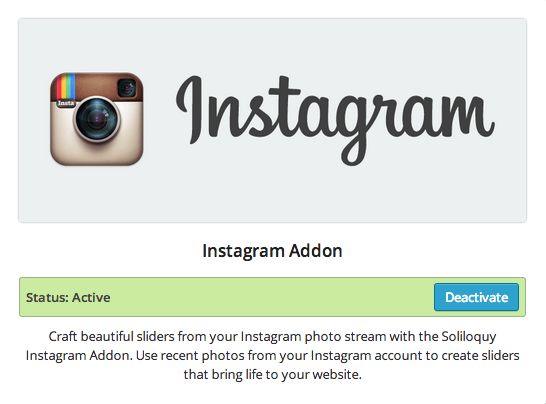 Insta
Instagram
Instagram Addon
Status: Active
Deactivate
Craft beautiful sliders from your Instagram photo stream with the Soliloquy
Instagram Addon. Use recent photos from your Instagram account to create sliders
that bring life to your website.